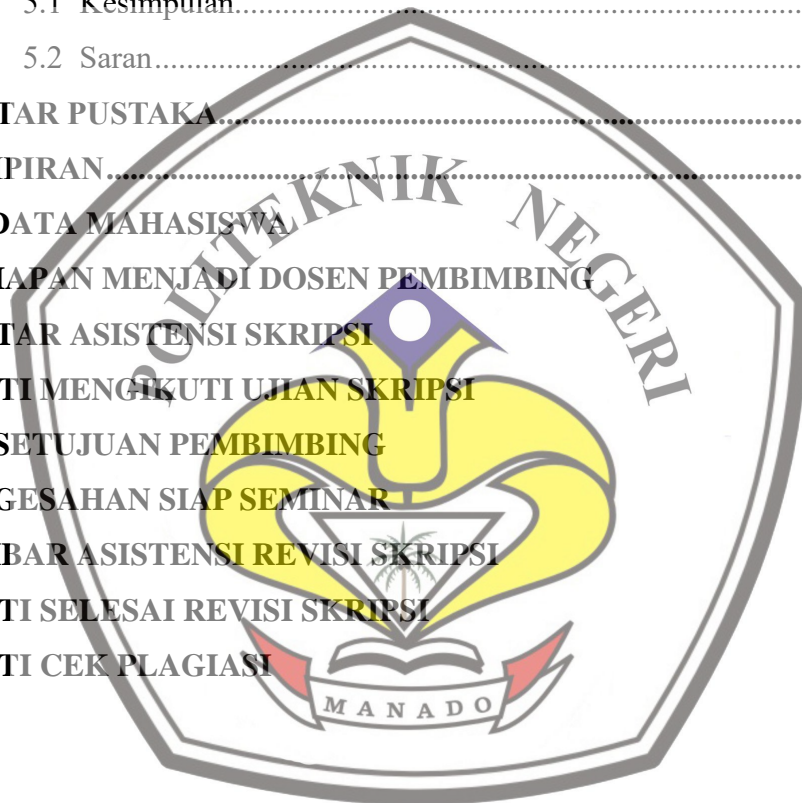 5.1 Kesimpulan
5.2 Saran
TAR PUSTAKA
PIRAN
DATA MAHASISWA
IAPAN MENJADI DOSEN PEMBIMBING
TAR ASISTENSI SKRIPSI
TI MENGIKUTI UJIAN SKRIPSI
SETUJUAN PEMBIMBING
GESAHAN SIAP SEMINAR
BAR ASISTENSI REVISI SKRIPSI
TI SELESAI REVISI SKRIPSI
TI CEK PLAGIASI
POLITEKNIK NEGERI
MANADO